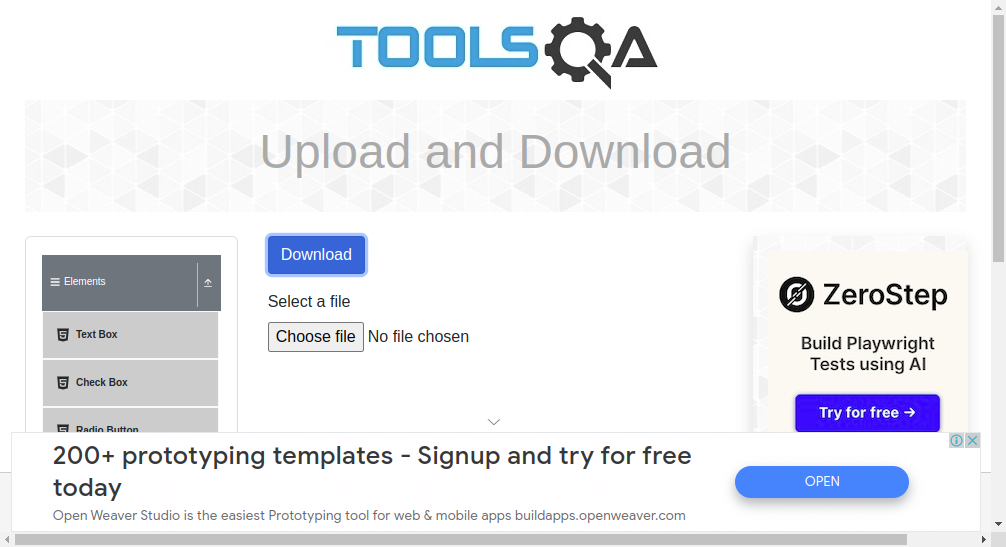 TOOLSQA
Upload and Download
Elements
Text Box
Check Box
Radio Button
Download
Select a file
Choose file No file chosen
ZeroStep
Build Playwright
Tests using AI
Try for free →
200+ prototyping templates - Signup and try for free
today
Open Weaver Studio is the easiest Prototyping tool for web & mobile apps buildapps.openweaver.com
OPEN